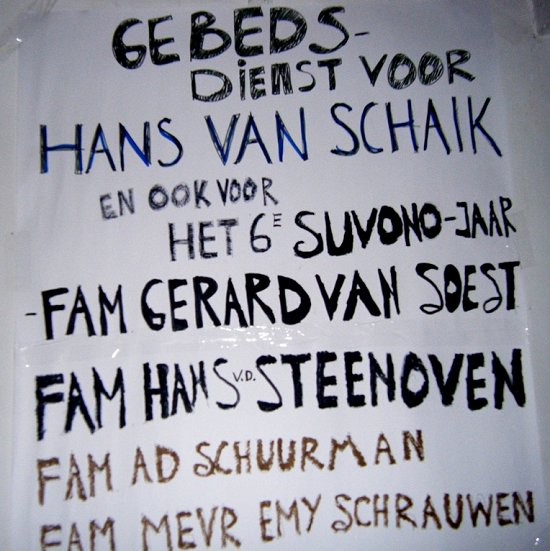 GEBEDS-
DIENST VOOR
HANS VAN SCHAIK
EN OOK VOOR
HET 6E SUVONO-JAAR
-FAM GERARD VAN SOEST
FAM HANS V.D. STEENOVEN
FAM AD SCHUURMAN
FAM MEVR EMY SCHRAUWEN